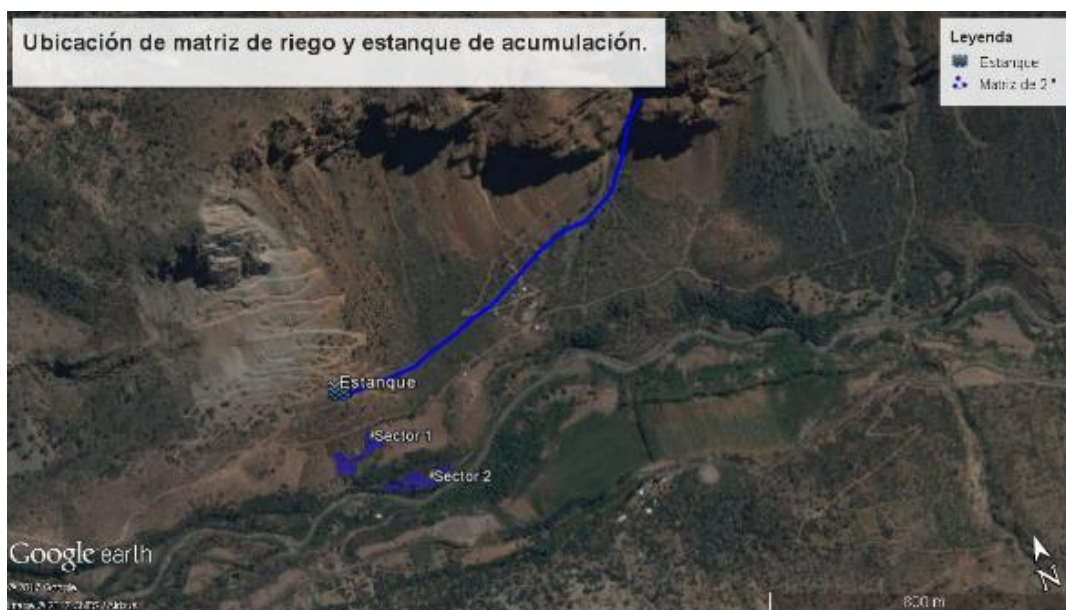 Ubicación de matriz de riego y estanque de acumulación.
Leyenda
Estanque
Matriz de 2"
Estanque
Sector 1
Sector 2
Google earth
N
800 m